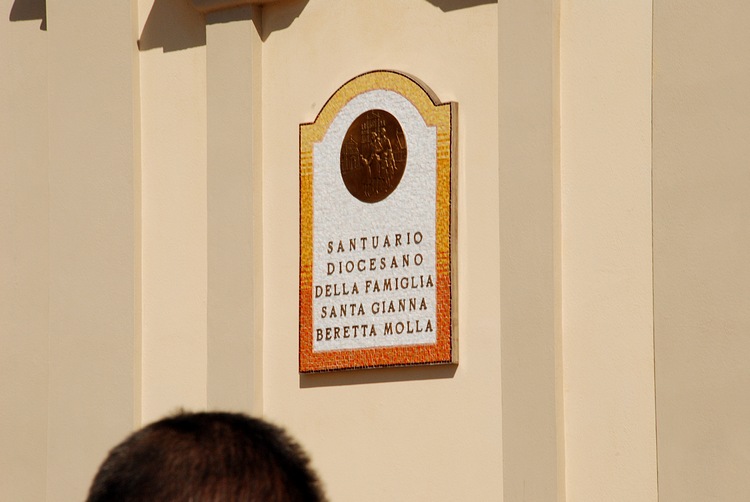 SANTUARIO
DIOCESANO
DELLA FAMIGLIA
SANTA GIANNA
BERETTA MOLLA